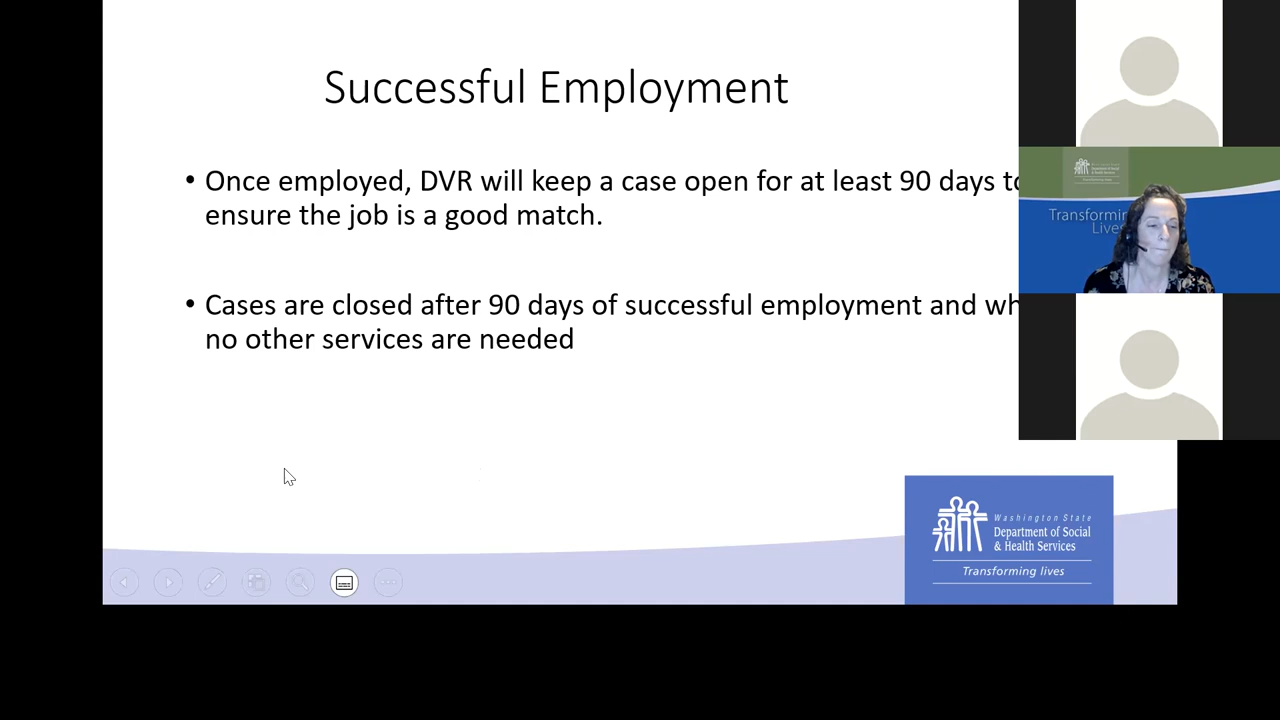 Successful Employment
• Once employed, DVR will keep a case open for at least 90 days to
ensure the job is a good match.
• Cases are closed after 90 days of successful employment and wh
no other services are needed
Transforming
Lives
Washington State
Department of Social
& Health Services
Transforming lives